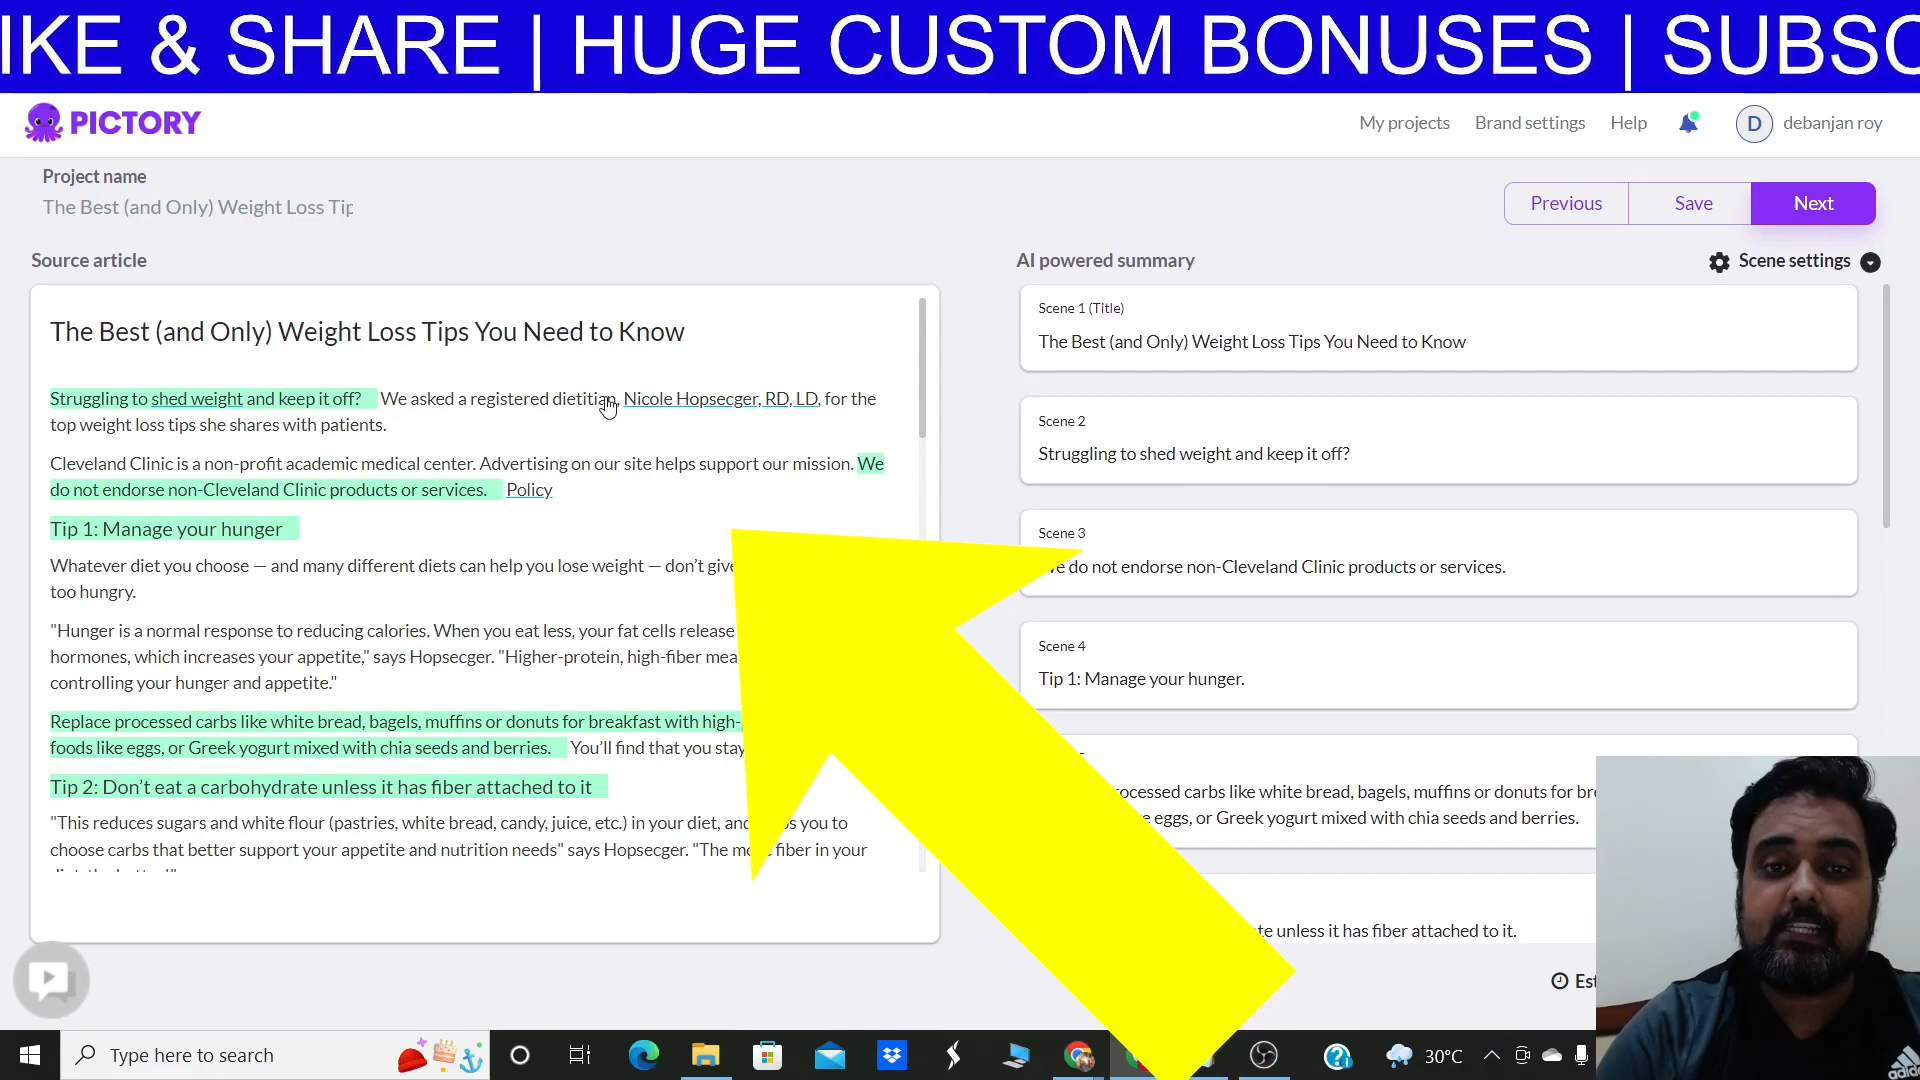 IKE & SHARE | HUGE CUSTOM BONUSES | SUBSC
PICTORY
My projects
Brand settings
Help
D
debanjan roy
Project name
The Best (and Only) Weight Loss Tip
Previous
Save
Next
Source article
The Best (and Only) Weight Loss Tips You Need to Know
Struggling to shed weight and keep it off? We asked a registered dietitian, Nicole Hopsecger, RD, LD, for the
top weight loss tips she shares with patients.
Cleveland Clinic is a non-profit academic medical center. Advertising on our site helps support our mission. We
do not endorse non-Cleveland Clinic products or services. Policy
Tip 1: Manage your hunger
Whatever diet you choose — and many different diets can help you lose weight — don’t give
too hungry.
"Hunger is a normal response to reducing calories. When you eat less, your fat cells release
hormones, which increases your appetite," says Hopsecger. "Higher-protein, high-fiber
controlling your hunger and appetite."
Replace processed carbs like white bread, bagels, muffins or donuts for breakfast with high-
foods like eggs, or Greek yogurt mixed with chia seeds and berries. You’ll find that you stay
Tip 2: Don’t eat a carbohydrate unless it has fiber attached to it
"This reduces sugars and white flour (pastries, white bread, candy, juice, etc.) in your diet, you to
choose carbs that better support your appetite and nutrition needs" says Hopsecger. "The fiber in your
AI powered summary
Scene settings
Scene 1 (Title)
The Best (and Only) Weight Loss Tips You Need to Know
Scene 2
Struggling to shed weight and keep it off?
Scene 3
do not endorse non-Cleveland Clinic products or services.
Scene 4
Tip 1: Manage your hunger.
carbs like white bread, bagels, muffins or donuts for
eggs, or Greek yogurt mixed with chia seeds and berries.
unless it has fiber attached to it.
Type here to search
30°C
adidas